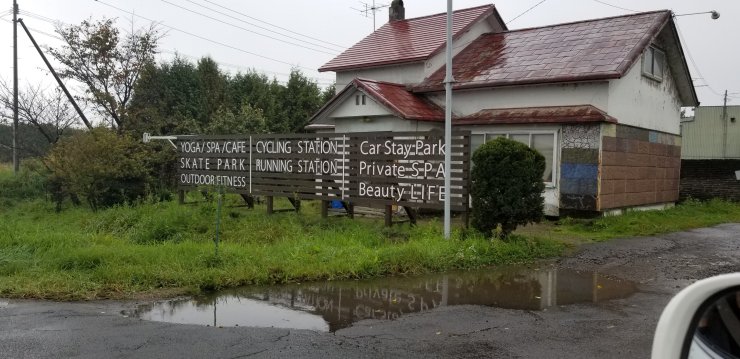 YOGA/SPA/CAFE
SKATE PARK
OUTDOOR FITNESS
CYCLING STATION
RUNNING STATION
Car Stay Park
Private SPA
Beauty LIFE